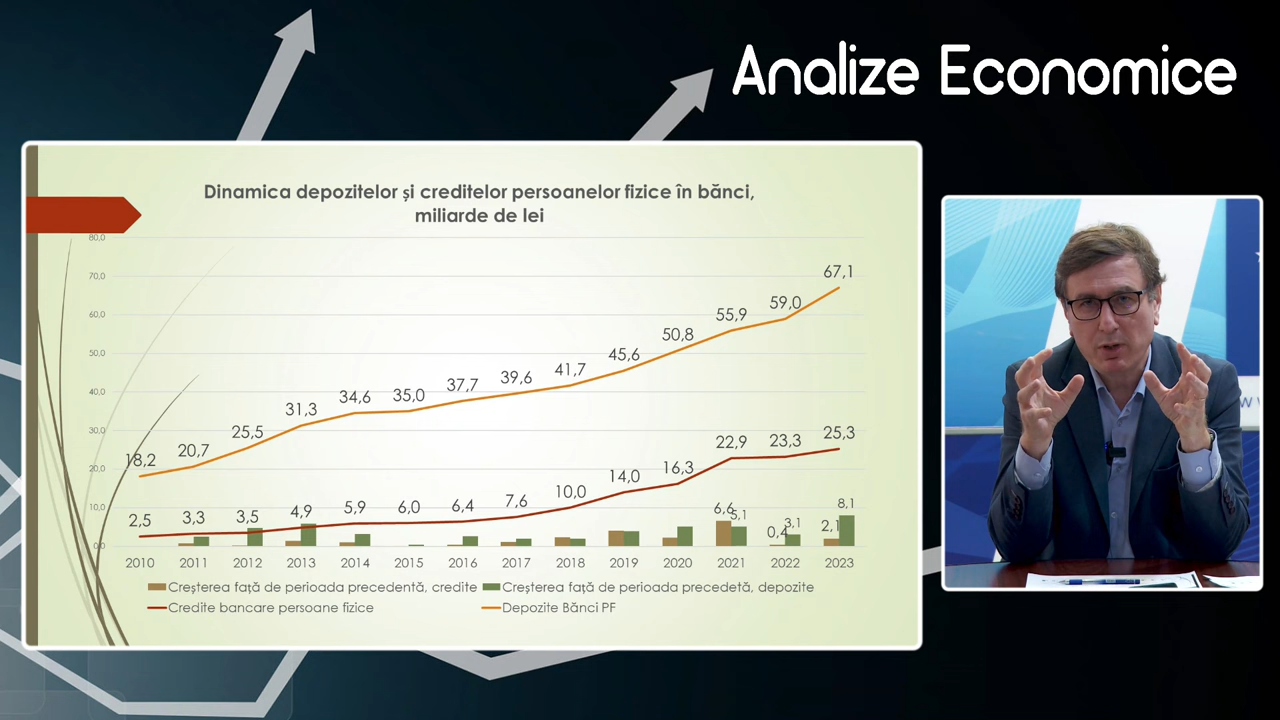 Analize Economice
Dinamica depozitelor și creditelor persoanelor fizice în bănci,
miliarde de lei
80,0
70,0
60,0
50,0
40,0
30,0
20,0
10,0
0,0
67,1
59,0
55,9
50,8
45,6
41,7
39,6
37,7
35,0
34,6
31,3
25,5
20,7
18,2
2,5 3,3 3,5 4,9 5,9 6,0 6,4 7,6 10,0 14,0 16,3 22,9 23,3 25,3
6,6 5,1 0,4 3,1 2,1 8,1
2010 2011 2012 2013 2014 2015 2016 2017 2018 2019 2020 2021 2022 2023
Creșterea față de perioada precedentă, credite Creșterea față de perioada precedetă, depozite
Credite bancare persoane fizice Depozite Bănci PF
W